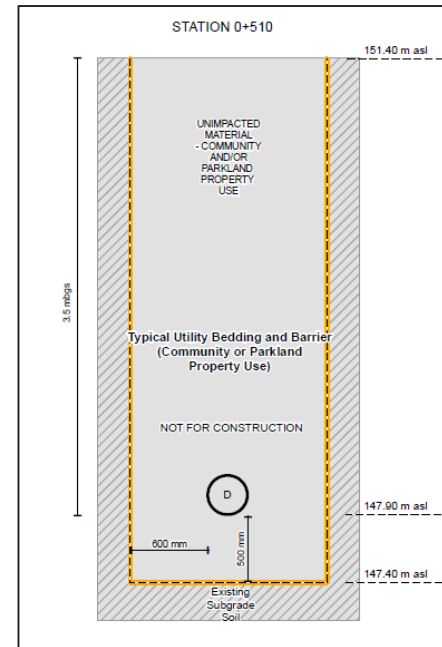 STATION 0+510
151.40 m asl
UNIMPACTED
MATERIAL
- COMMUNITY
AND/OR
PARKLAND
PROPERTY
USE
3.5 mbgs
Typical Utility Bedding and Barrier
(Community or Parkland
Property Use)
NOT FOR CONSTRUCTION
D
147.90 m asl
600 mm
500 mm
147.40 asl
Existing
Subgrade
Soil